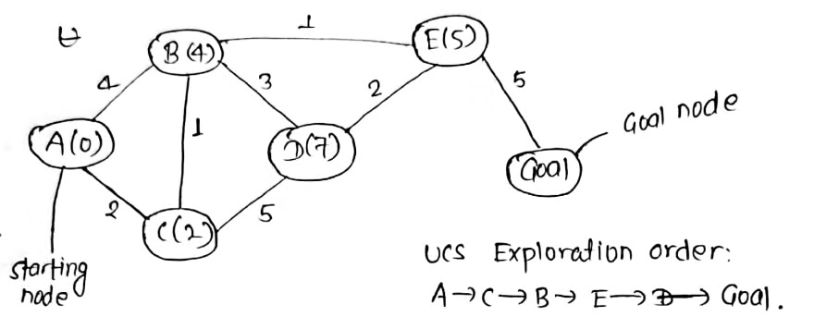 B(4)
1
E(5)
4
3
2
5
A(0)
1
D(7)
Goal
Goal node
2
C(2)
5
starting
node
UCS Exploration order:
A→C→B→ E→D→ Goal.